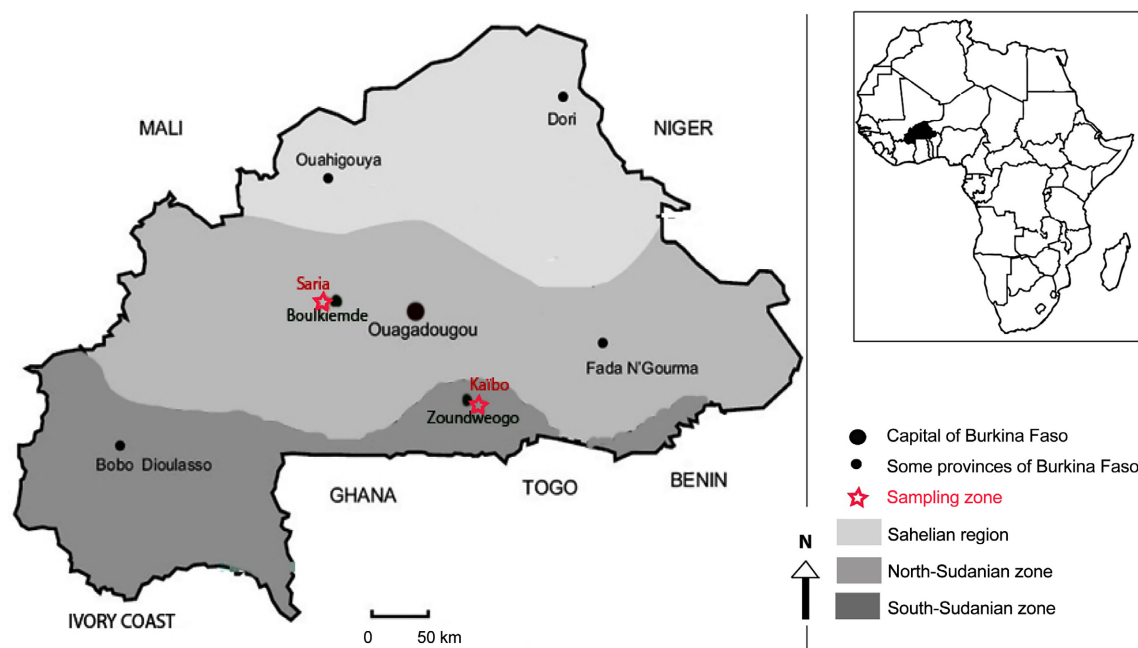 MALI
NIGER
Dori
Ouahigouya
Saria
Boulkiemde
Ouagadougou
Fada N'Gourma
Kaïbo
Zoundweogo
Bobo Dioulasso
GHANA
TOGO
BENIN
IVORY COAST
0 50 km
N
Capital of Burkina Faso
Some provinces of Burkina Faso
Sampling zone
Sahelian region
North-Sudanian zone
South-Sudanian zone